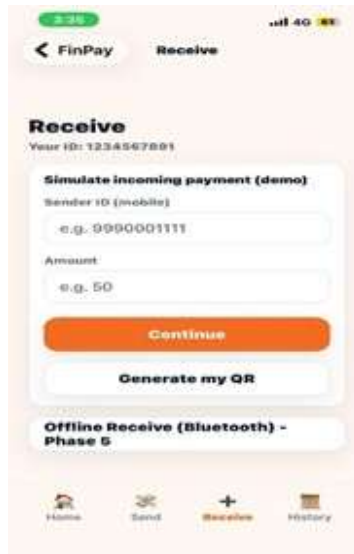 3:35
4G
FinPay
Receive
Receive
Your ID: 1234567891
Simulate incoming payment (demo)
Sender ID (mobile)
e.g. 9990001111
Amount
e.g. 50
Continue
Generate my QR
Offline Receive (Bluetooth) -
Phase 5
Home
Send
Receive
History